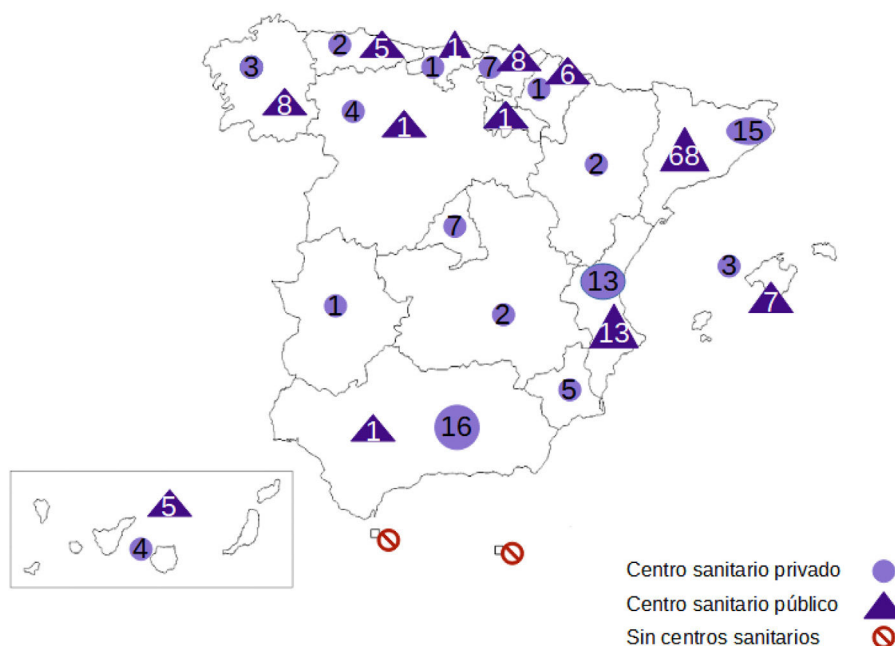 2 5 1
3 1 7 8 6
1
8 4 1 1 15
68
2
7
3
13 7
1 2 13
5
1 16
5
4
Centro sanitario privado
Centro sanitario público
Sin centros sanitarios